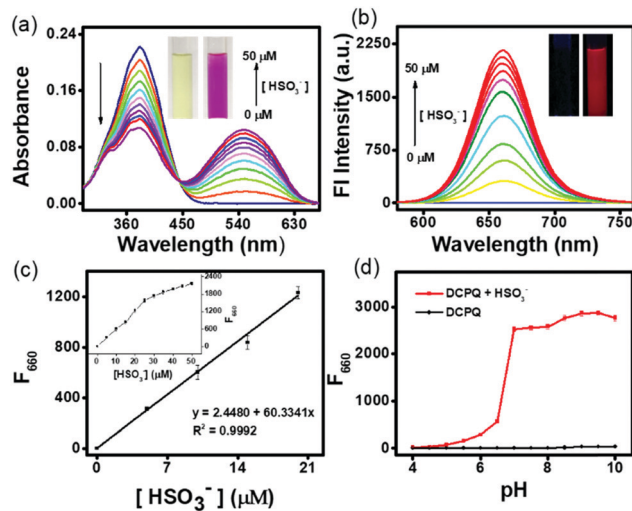 (a)
0.24
0.16
0.08
0.00
Absorbance
50 μM
[HSO₃⁻]
0 μM
360 450 540 630
Wavelength (nm)
(b)
2250
1500
750
0
FI Intensity (a.u.)
50 μM
[HSO₃⁻]
0 μM
600 650 700 750
Wavelength (nm)
(c)
1200
800
400
0
F₆₆₀
2400
1800
1200
600
0
F₆₆₀
0 10 20 30 40 50
[HSO₃⁻] (μM)
y = 2.4480 + 60.3341x
R² = 0.9992
0 7 14 21
[HSO₃⁻] (μM)
(d)
DCPQ + HSO₃⁻
DCPQ
3000
2000
1000
0
F₆₆₀
4 6 8 10
pH